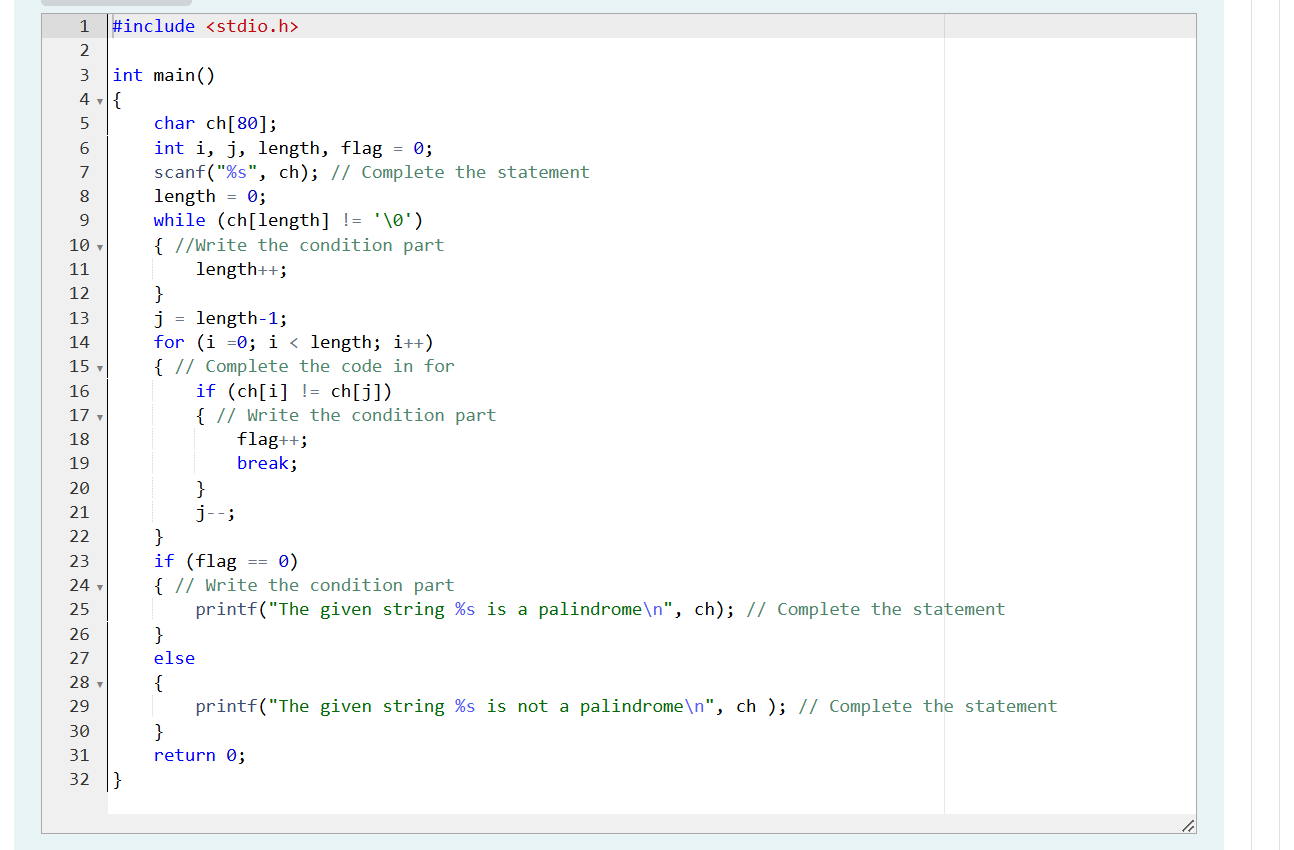 1 #include <stdio.h>
2
3 int main()
4 {
5     char ch[80];
6     int i, j, length, flag = 0;
7     scanf("%s", ch); // Complete the statement
8     length = 0;
9     while (ch[length] != '\0')
10     { //Write the condition part
11         length++;
12     }
13     j = length-1;
14     for (i =0; i < length; i++)
15     { // Complete the code in for
16         if (ch[i] != ch[j])
17         { // Write the condition part
18             flag++;
19             break;
20         }
21         j--;
22     }
23     if (flag == 0)
24     { // Write the condition part
25         printf("The given string %s is a palindrome\n", ch); // Complete the statement
26     }
27     else
28     {
29         printf("The given string %s is not a palindrome\n", ch ); // Complete the statement
30     }
31     return 0;
32 }